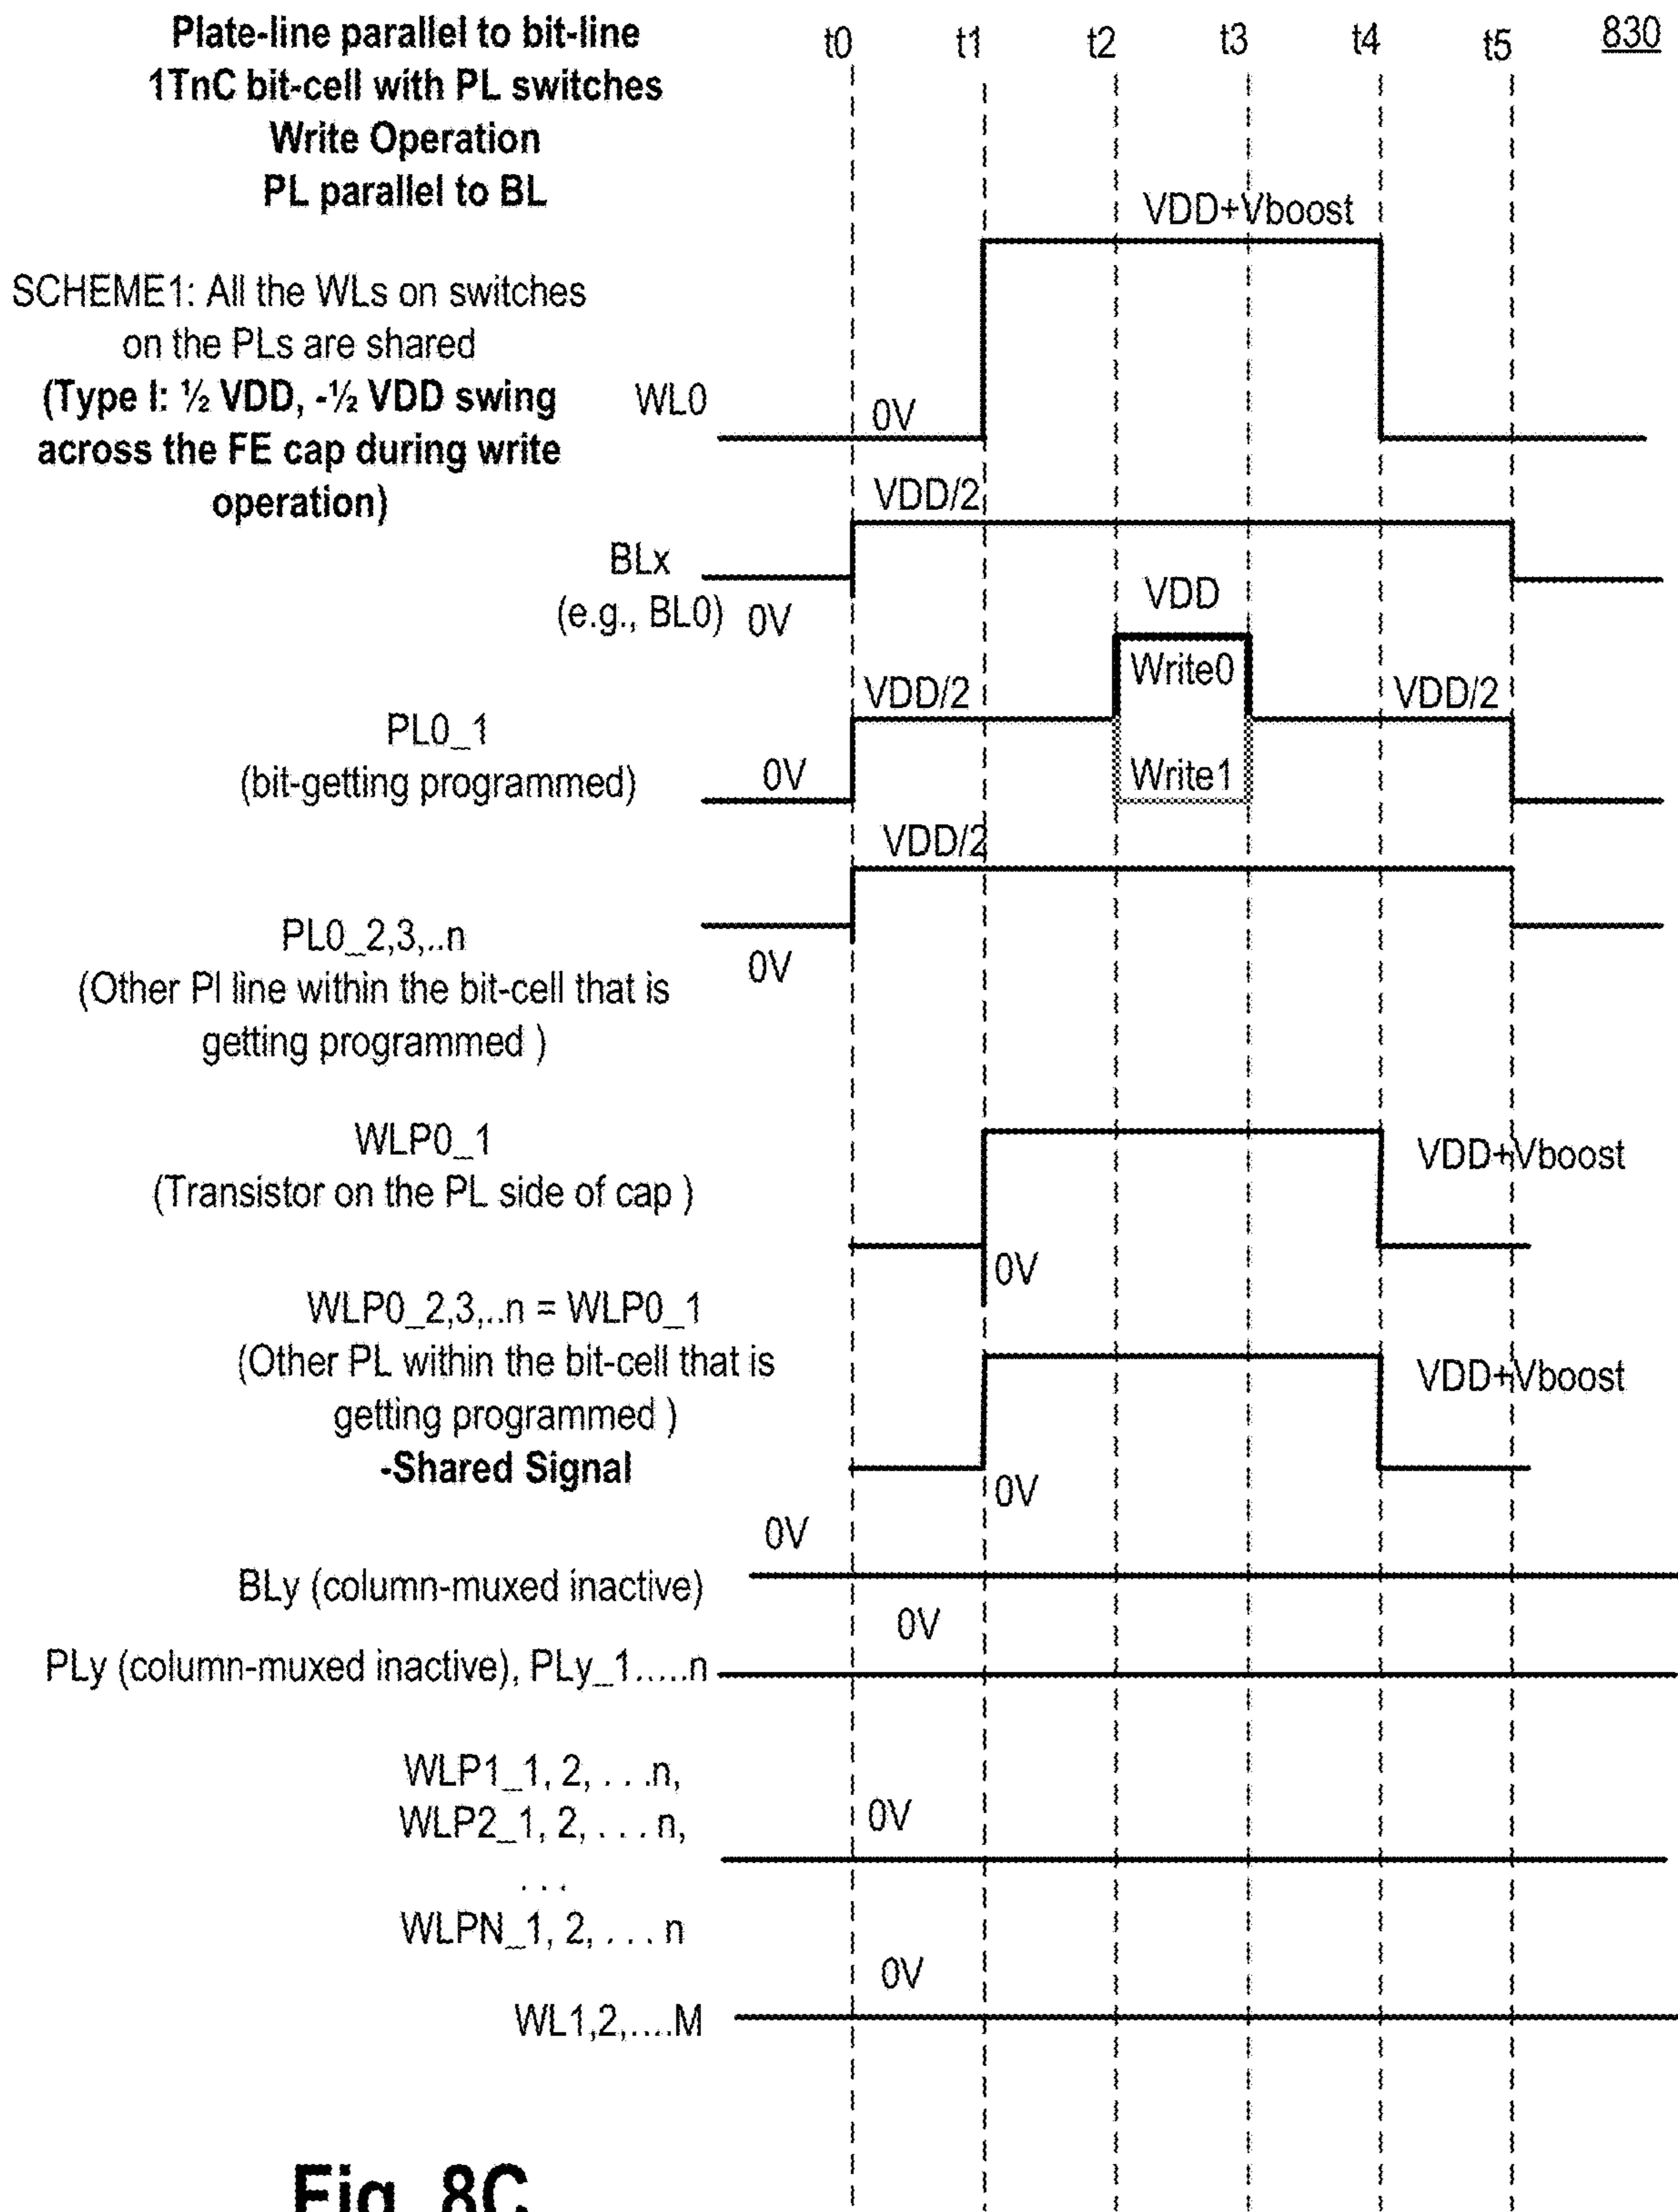 Plate-line parallel to bit-line
1TnC bit-cell with PL switches
Write Operation
PL parallel to BL
t0 t1 t2 t3 t4 t5 830
SCHEME1: All the WLs on switches
on the PLs are shared
(Type I: ½ VDD, -½ VDD swing
across the FE cap during write
operation)
VDD+Vboost
WL0 0V
VDD/2
BLx
(e.g., BL0) 0V
VDD
Write0
VDD/2 VDD/2
PL0_1
(bit-getting programmed) 0V
Write1
VDD/2
PL0_2,3,..n
0V
(Other Pl line within the bit-cell that is
getting programmed )
WLP0_1
(Transistor on the PL side of cap )
VDD+Vboost
0V
WLP0_2,3,..n = WLP0_1
(Other PL within the bit-cell that is
getting programmed )
-Shared Signal
VDD+Vboost
0V
0V
BLy (column-muxed inactive)
0V
PLy (column-muxed inactive), PLy_1.....n
WLP1_1, 2, . . .n,
WLP2_1, 2, . . . n,
0V
. . .
WLPN_1, 2, . . . n
0V
WL1,2,....M
Fig. 8C